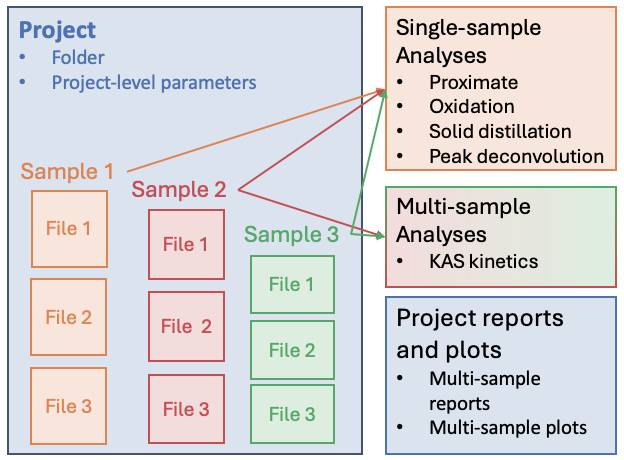 Project
• Folder
• Project-level parameters
Sample 1
File 1
File 2
File 3
Sample 2
File 1
File 2
File 3
Sample 3
File 1
File 2
File 3
Single-sample
Analyses
• Proximate
• Oxidation
• Solid distillation
• Peak deconvolution
Multi-sample
Analyses
• KAS kinetics
Project reports
and plots
• Multi-sample
reports
• Multi-sample plots